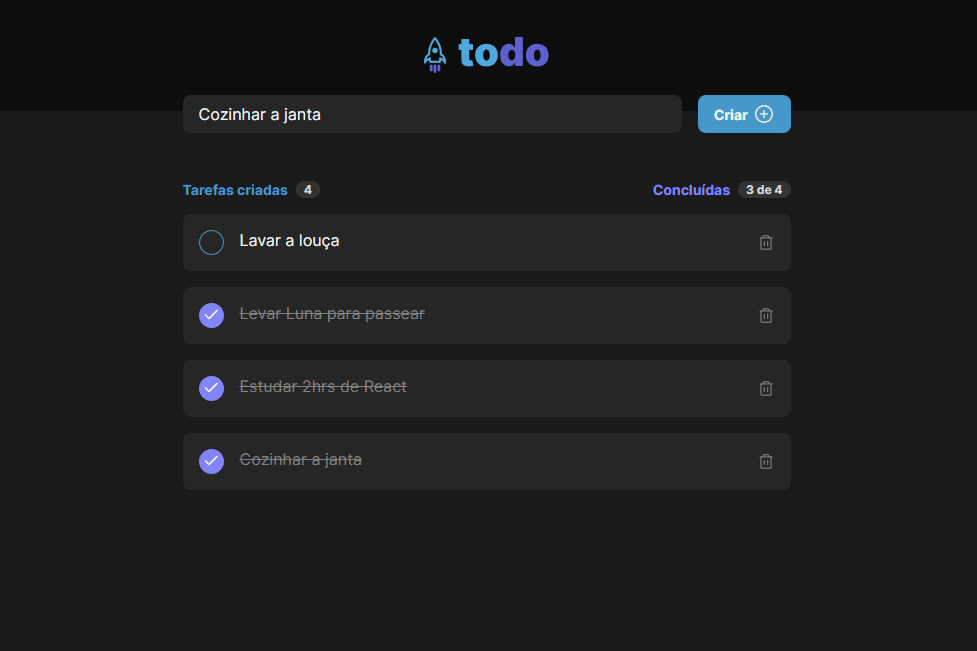 todo
Cozinhar a janta
Criar
Tarefas criadas 4
Concluídas 3 de 4
Lavar a louça
Levar Luna para passear
Estudar 2hrs de React
Cozinhar a janta